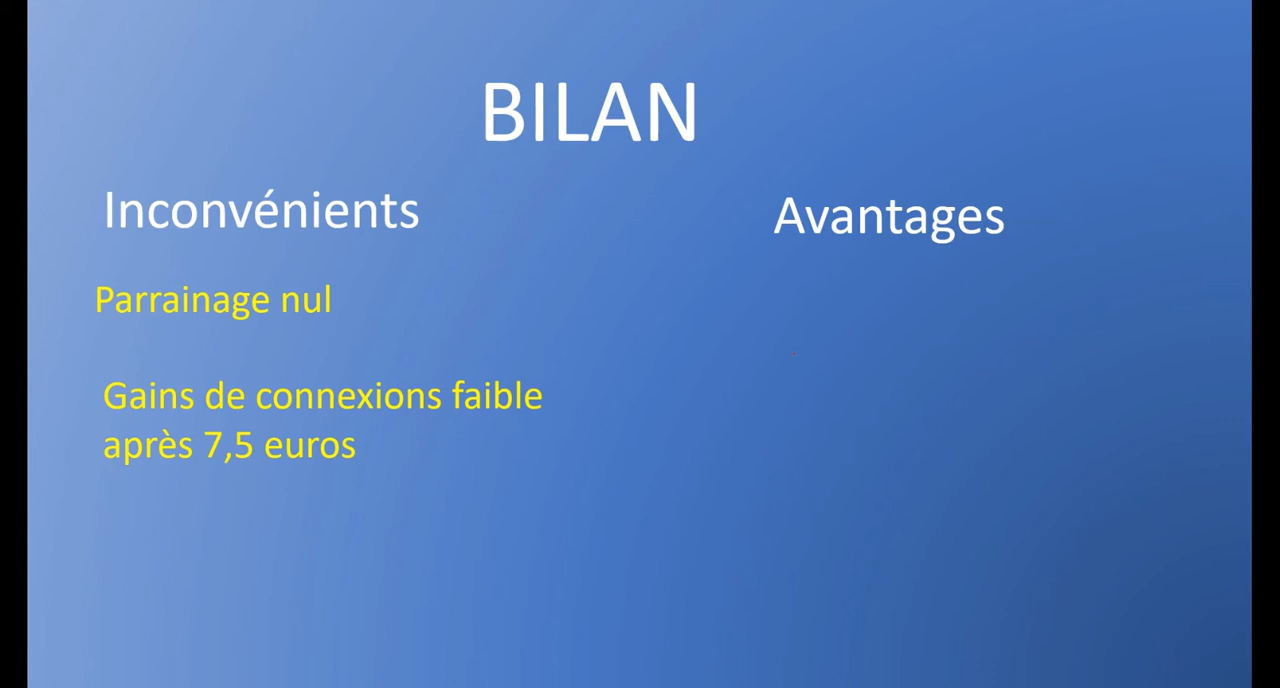 BILAN
Inconvénients
Avantages
Parrainage nul
Gains de connexions faible
après 7,5 euros